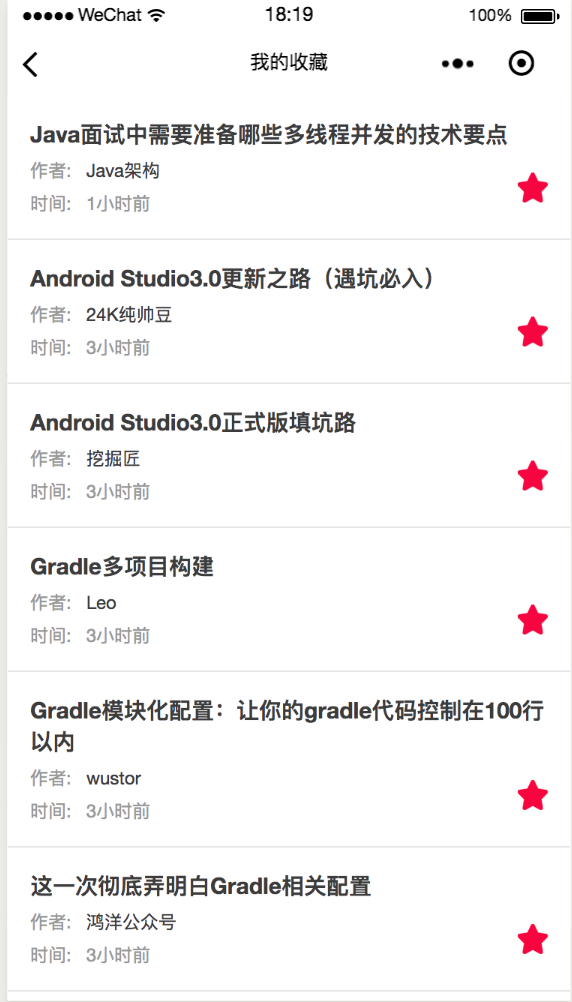 WeChat 18:19 100%
我的收藏
Java面试中需要准备哪些多线程并发的技术要点
作者: Java架构
时间: 1小时前
Android Studio3.0更新之路（遇坑必入）
作者: 24K纯帅豆
时间: 3小时前
Android Studio3.0正式版填坑路
作者: 挖掘匠
时间: 3小时前
Gradle多项目构建
作者: Leo
时间: 3小时前
Gradle模块化配置：让你的gradle代码控制在100行
以内
作者: wustor
时间: 3小时前
这一次彻底弄明白Gradle相关配置
作者: 鸿洋公众号
时间: 3小时前